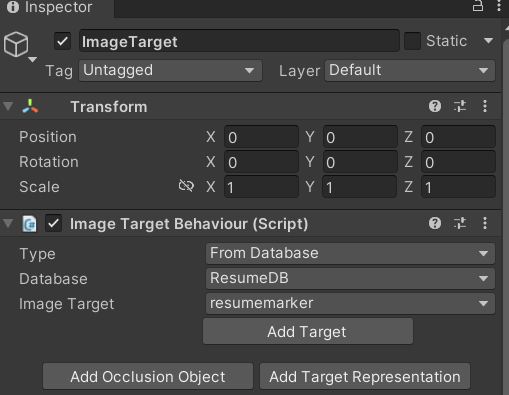 Inspector
ImageTarget Static
Tag Untagged Layer Default
Transform
Position X 0 Y 0 Z 0
Rotation X 0 Y 0 Z 0
Scale X 1 Y 1 Z 1
Image Target Behaviour (Script)
Type From Database
Database ResumeDB
Image Target resumemarker
Add Target
Add Occlusion Object Add Target Representation